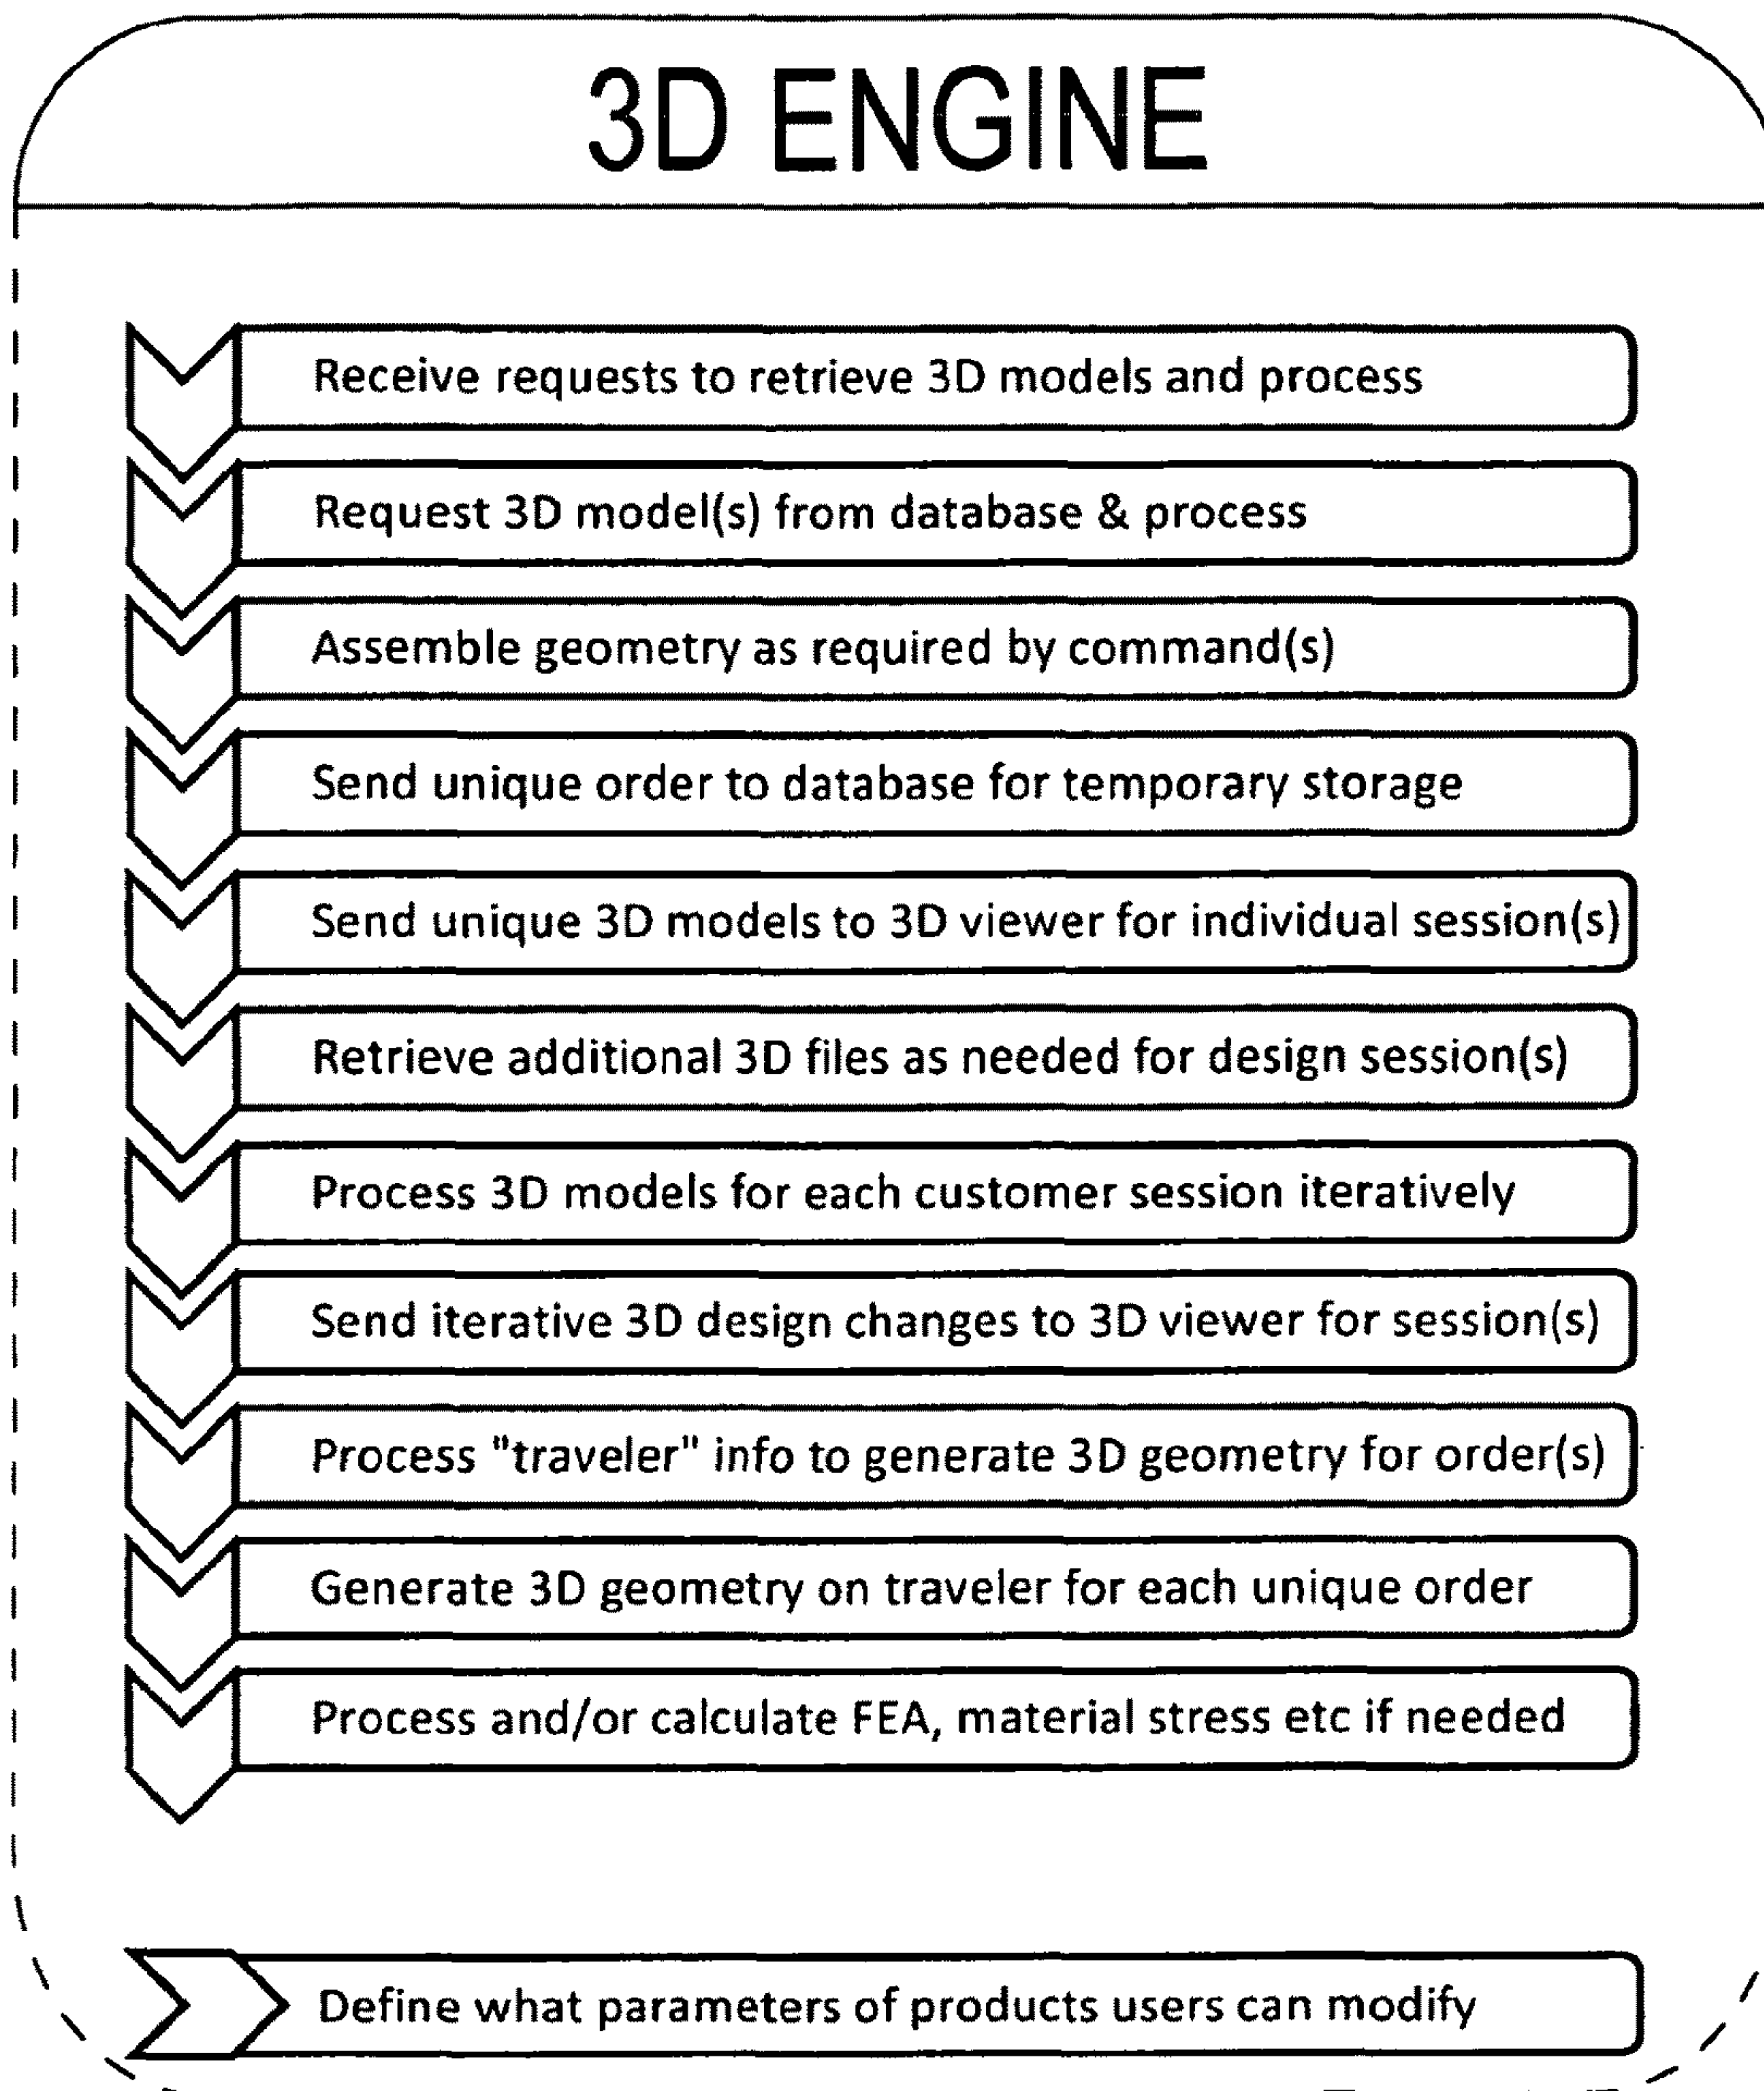 3D ENGINE
Receive requests to retrieve 3D models and process
Request 3D model(s) from database & process
Assemble geometry as required by command(s)
Send unique order to database for temporary storage
Send unique 3D models to 3D viewer for individual session(s)
Retrieve additional 3D files as needed for design session(s)
Process 3D models for each customer session iteratively
Send iterative 3D design changes to 3D viewer for session(s)
Process "traveler" info to generate 3D geometry for order(s)
Generate 3D geometry on traveler for each unique order
Process and/or calculate FEA, material stress etc if needed
Define what parameters of products users can modify